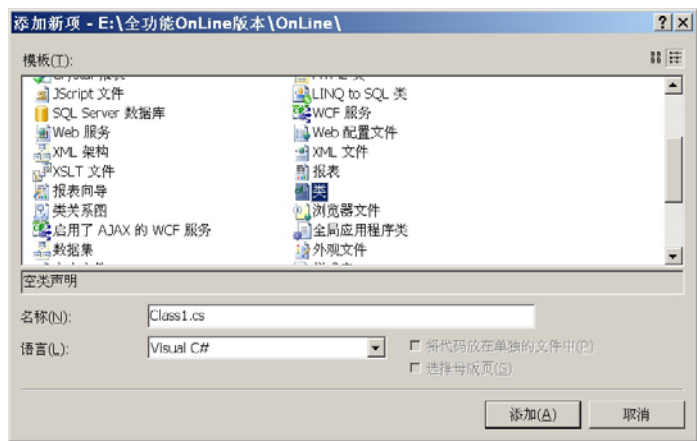 添加新项 - E:\全功能OnLine版本\OnLine\
模板(T):
JScript 文件
LINQ to SQL 类
SQL Server 数据库
WCF 服务
Web 服务
Web 配置文件
XML 架构
XML 文件
XSLT 文件
报表
报表向导
类
类关系图
浏览器文件
启用了 AJAX 的 WCF 服务
全局应用程序类
数据集
外观文件
空类声明
名称(N):
Class1.cs
语言(L):
Visual C#
将代码放在单独的文件中(P)
选择母版页(S)
添加(A)
取消